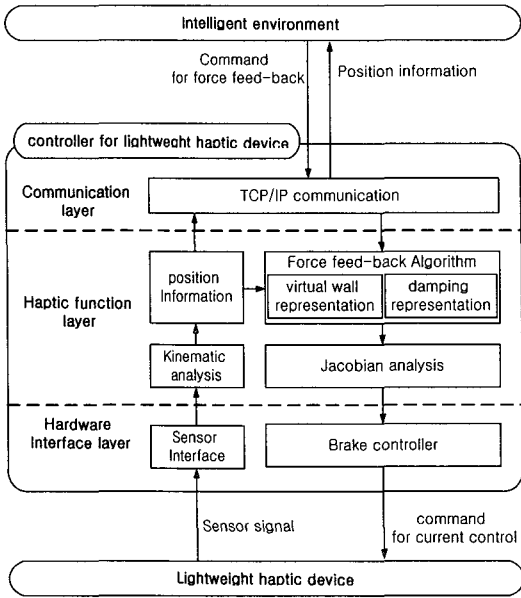 Intelligent environment
Command
for force feed-back
Position information
controller for lightweght haptic device
Communication
layer
TCP/IP communication
Haptic function
layer
position
Information
Force feed-back Algorithm
virtual wall
representation
damping
representation
Kinematic
analysis
Jacobian analysis
Hardware
Interface layer
Sensor
Interface
Brake controller
Sensor signal
command
for current control
Lightweight haptic device